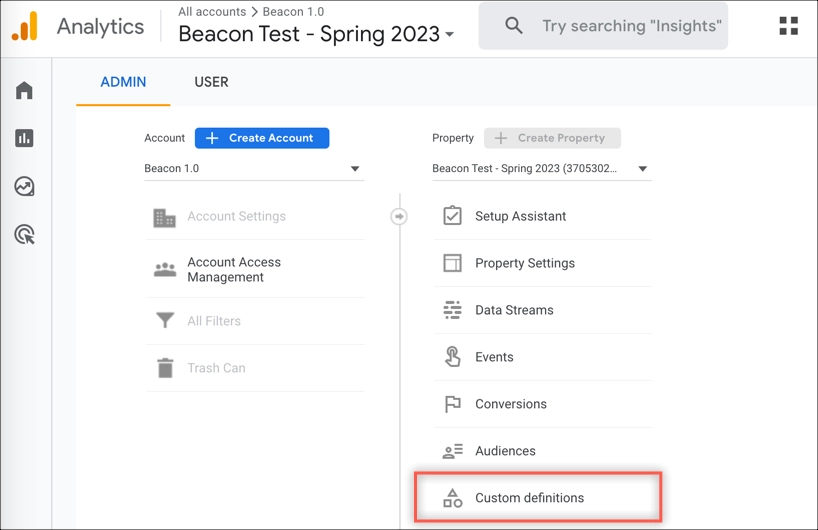 Analytics
All accounts > Beacon 1.0
Beacon Test - Spring 2023
Try searching "Insights"
ADMIN
USER
Account
+ Create Account
Beacon 1.0
Account Settings
Account Access
Management
All Filters
Trash Can
Property
+ Create Property
Beacon Test - Spring 2023 (3705302...
Setup Assistant
Property Settings
Data Streams
Events
Conversions
Audiences
Custom definitions